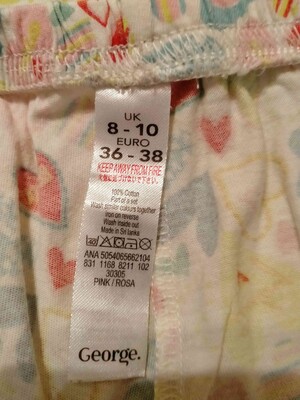 UK
8 - 10
EURO
36 - 38
KEEP AWAY FROM FIRE
100% Cotton
Part of a set
Wash similar colours together
Iron on reverse
Wash inside out
Made in Sri lanka
ANA 5054065662104
831 1168 8211 102
30305
PINK / ROSA
George.